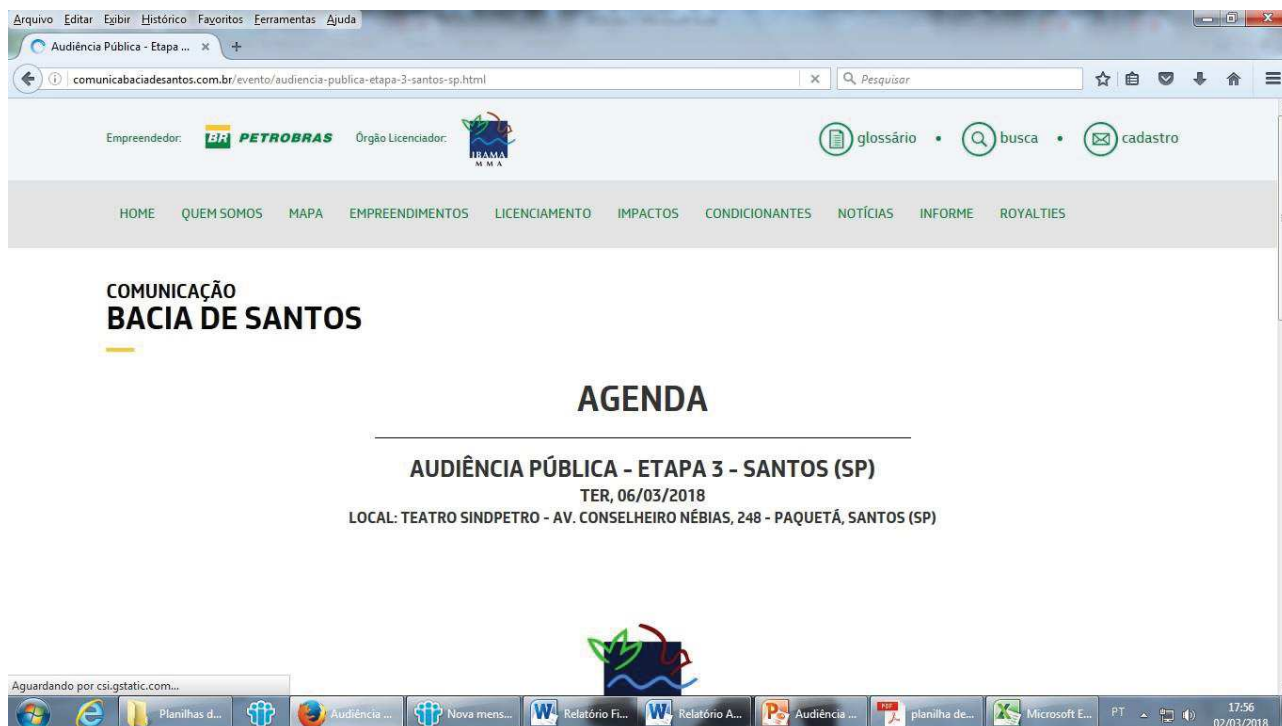 Arquivo Editar Exibir Histórico Favoritos Ferramentas Ajuda
Audiência Pública - Etapa ... × +
comunicabaciadesantos.com.br/evento/audiencia-publica-etapa-3-santos-sp.html
Pesquisar
Empreendedor: BR PETROBRAS Órgão Licenciador: IBAMA
MMA
glossário • busca • cadastro
HOME QUEM SOMOS MAPA EMPREENDIMENTOS LICENCIAMENTO IMPACTOS CONDICIONANTES NOTÍCIAS INFORME ROYALTIES
COMUNICAÇÃO
BACIA DE SANTOS
AGENDA
AUDIÊNCIA PÚBLICA - ETAPA 3 - SANTOS (SP)
TER, 06/03/2018
LOCAL: TEATRO SINDPETRO - AV. CONSELHEIRO NÉBIAS, 248 - PAQUETÁ, SANTOS (SP)
Aguardando por csi.gstatic.com...
Planilhas d... Audiência ... Nova mens... Relatório Fi... Relatório A... Audiência ... planilha de... Microsoft E... PT 17:56
02/03/2018